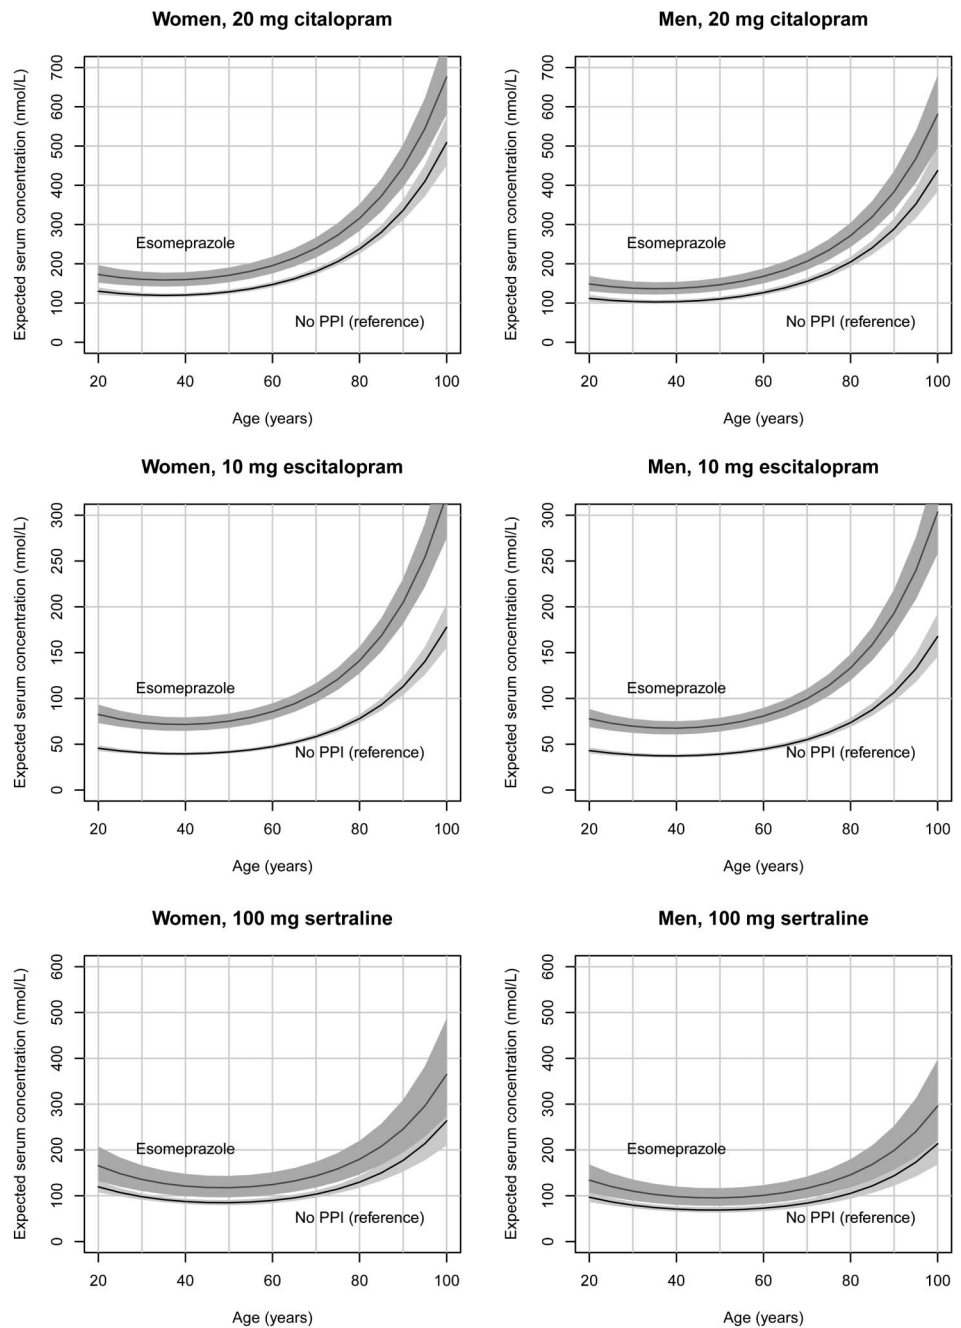 Women, 20 mg citalopram
Expected serum concentration (nmol/L)
700
600
500
400
300
200
100
0
Esomeprazole
No PPI (reference)
20 40 60 80 100
Age (years)
Men, 20 mg citalopram
Expected serum concentration (nmol/L)
700
600
500
400
300
200
100
0
Esomeprazole
No PPI (reference)
20 40 60 80 100
Age (years)
Women, 10 mg escitalopram
Expected serum concentration (nmol/L)
300
250
200
150
100
50
0
Esomeprazole
No PPI (reference)
20 40 60 80 100
Age (years)
Men, 10 mg escitalopram
Expected serum concentration (nmol/L)
300
250
200
150
100
50
0
Esomeprazole
No PPI (reference)
20 40 60 80 100
Age (years)
Women, 100 mg sertraline
Expected serum concentration (nmol/L)
600
500
400
300
200
100
0
Esomeprazole
No PPI (reference)
20 40 60 80 100
Age (years)
Men, 100 mg sertraline
Expected serum concentration (nmol/L)
600
500
400
300
200
100
0
Esomeprazole
No PPI (reference)
20 40 60 80 100
Age (years)